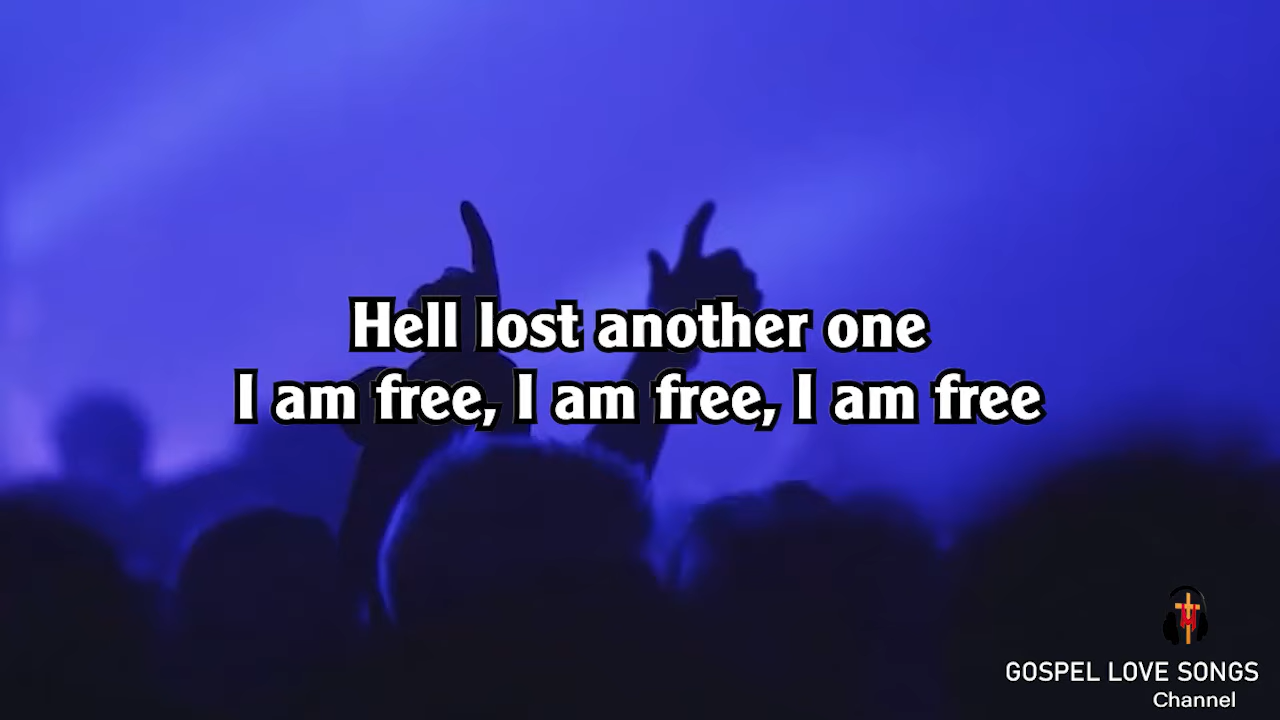 Hell lost another one
I am free, I am free, I am free
GOSPEL LOVE SONGS
Channel